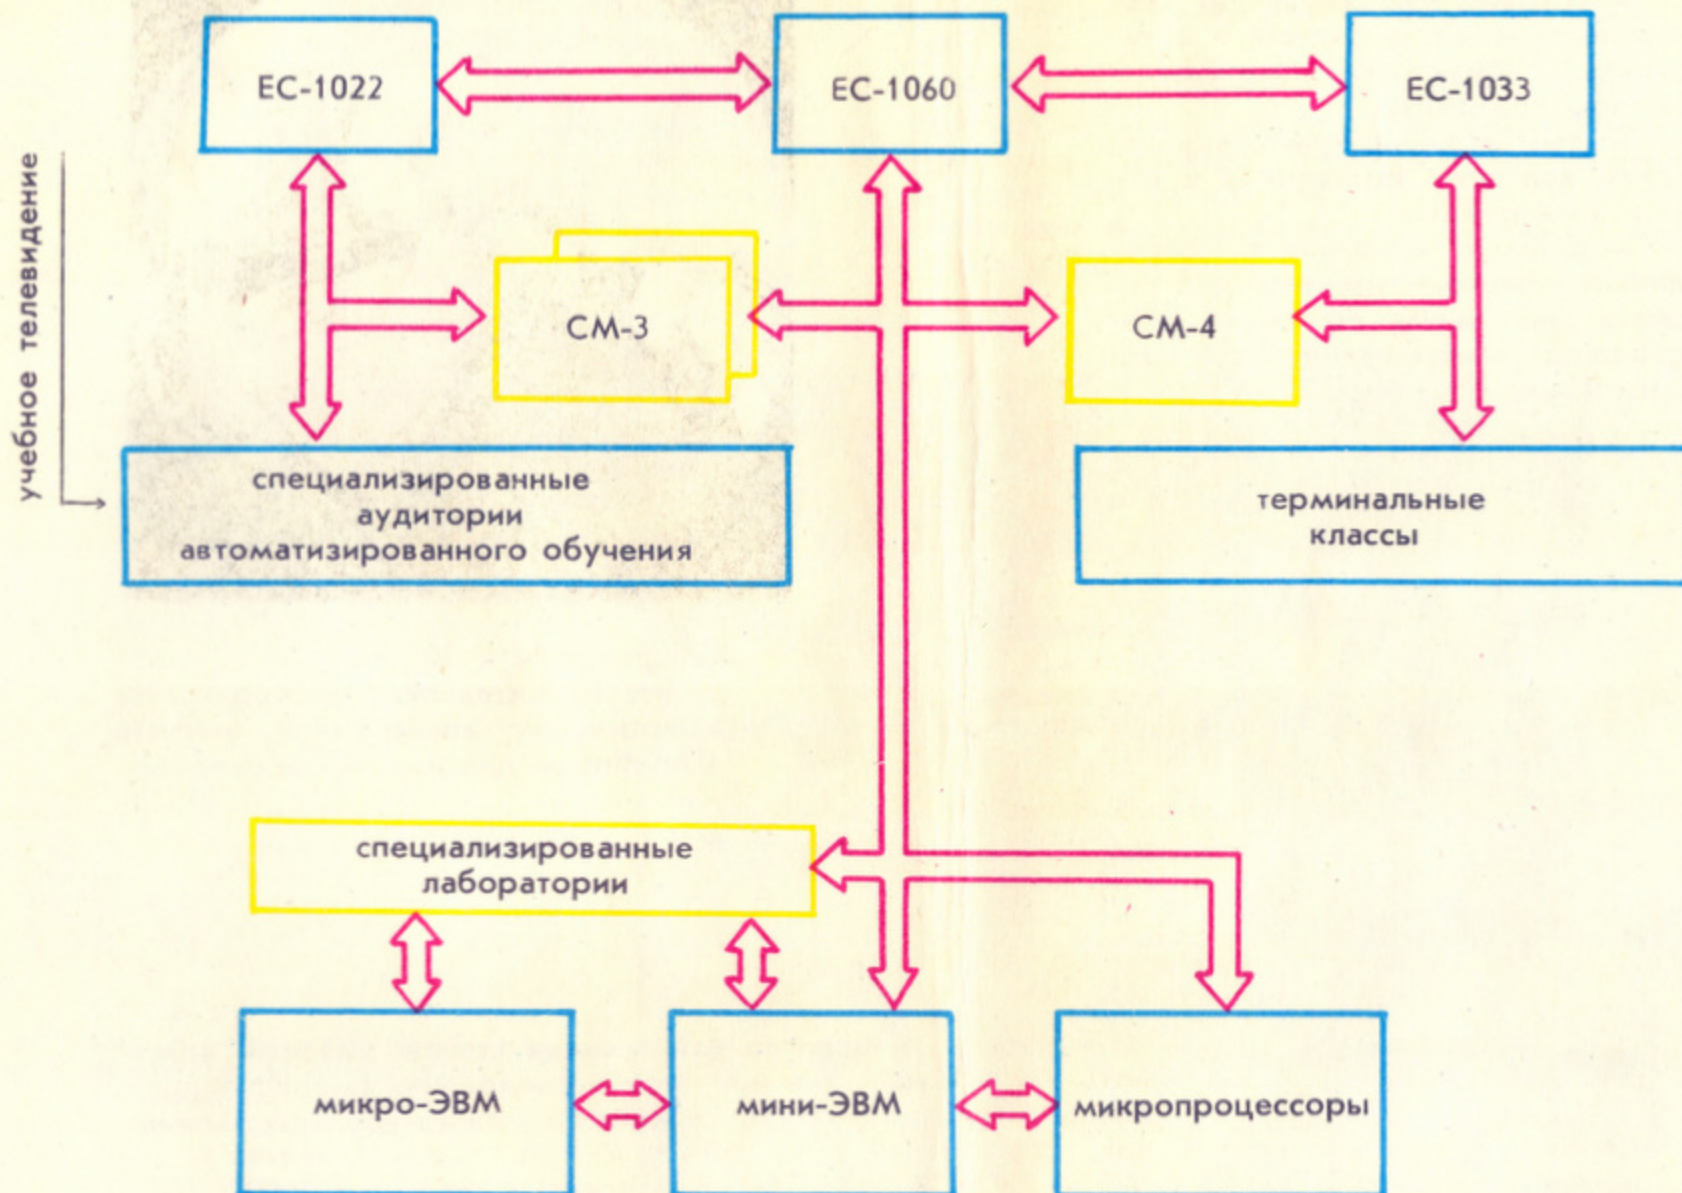 ЕС-1022
ЕС-1060
ЕС-1033
учебное телевидение
СМ-3
СМ-4
специализированные
аудитории
автоматизированного обучения
терминальные
классы
специализированные
лаборатории
микро-ЭВМ
мини-ЭВМ
микропроцессоры